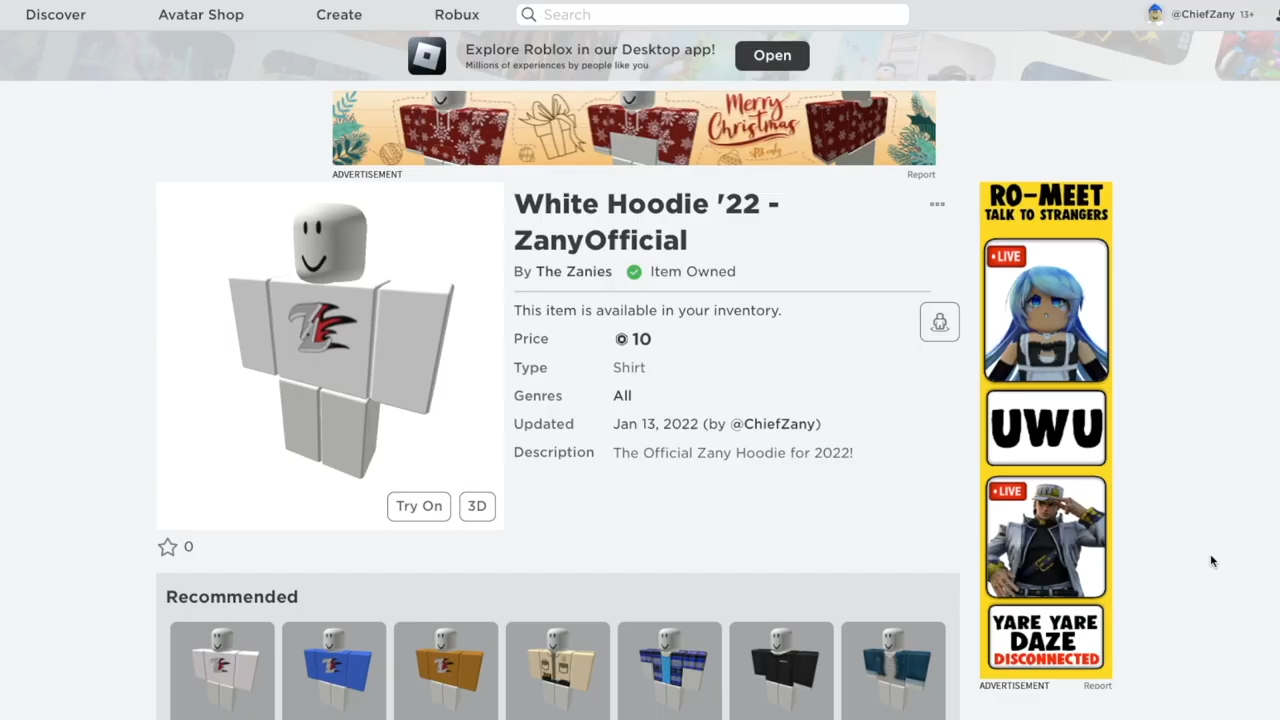 Discover Avatar Shop Create Robux Search @ChiefZany 13+
Explore Roblox in our Desktop app!
Millions of experiences by people like you
Open
Merry
Christmas
ADVERTISEMENT Report
White Hoodie '22 -
ZanyOfficial
By The Zanies Item Owned
This item is available in your inventory.
Price 10
Type Shirt
Genres All
Updated Jan 13, 2022 (by @ChiefZany)
Description The Official Zany Hoodie for 2022!
Try On 3D
0
Recommended
RO-MEET
TALK TO STRANGERS
LIVE
UWU
LIVE
YARE YARE
DAZE
DISCONNECTED
ADVERTISEMENT Report